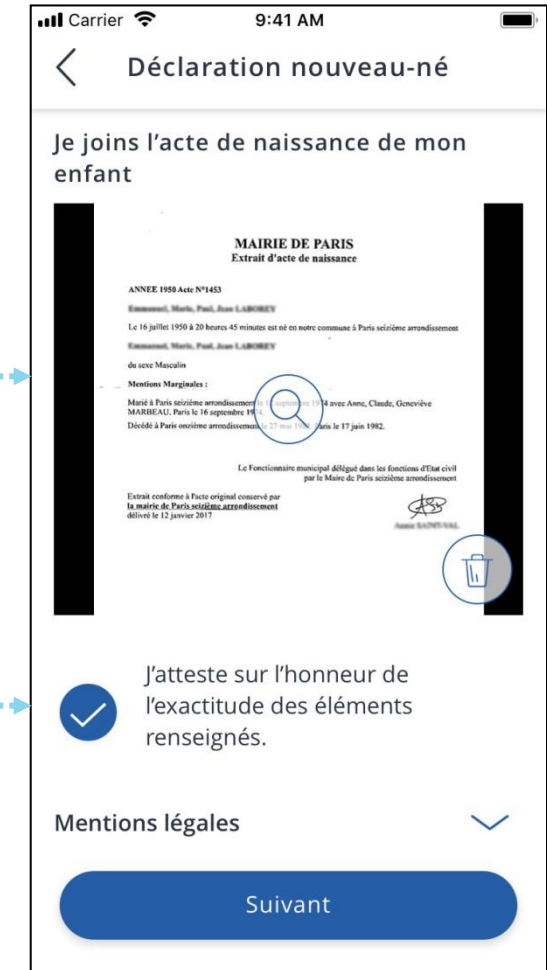 Carrier
9:41 AM
Déclaration nouveau-né
Je joins l'acte de naissance de mon
enfant
MAIRIE DE PARIS
Extrait d'acte de naissance
ANNEE 1950 Acte N°1453
Le 16 juillet 1950 à 20 heures 45 minutes est né en notre commune à Paris seizième arrondissement
du sexe Masculin
Mentions Marginales :
Marié à Paris seizième arrondissement avec Anne, Claude, Geneviève
MARBEAU. Paris le 16 septembre
Décédé à Paris onzième arrondissement Paris le 17 juin 1982.
Le Fonctionnaire municipal délégué dans les fonctions d'Etat civil
par le Maire de Paris seizième arrondissement
Extrait conforme à l'acte original conservé par
la mairie de Paris seizième arrondissement
délivré le 12 janvier 2017
J'atteste sur l'honneur de
l'exactitude des éléments
renseignés.
Mentions légales
Suivant